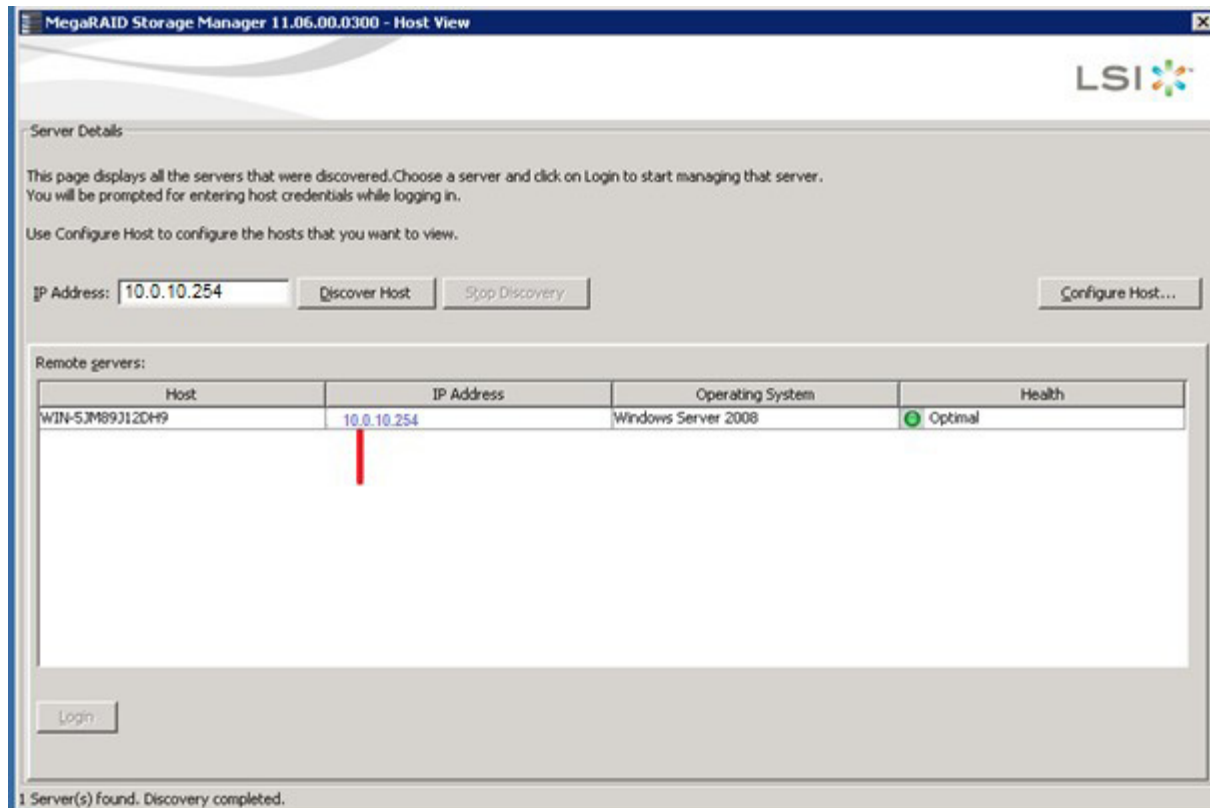 MegaRAID Storage Manager 11.06.00.0300 - Host View
LSI
Server Details
This page displays all the servers that were discovered.Choose a server and click on Login to start managing that server.
You will be prompted for entering host credentials while logging in.
Use Configure Host to configure the hosts that you want to view.
IP Address: 10.0.10.254 Discover Host Stop Discovery Configure Host...
Remote servers:
Host IP Address Operating System Health
WIN-5JM89J12DH9 10.0.10.254 Windows Server 2008 Optimal
Login
1 Server(s) found. Discovery completed.